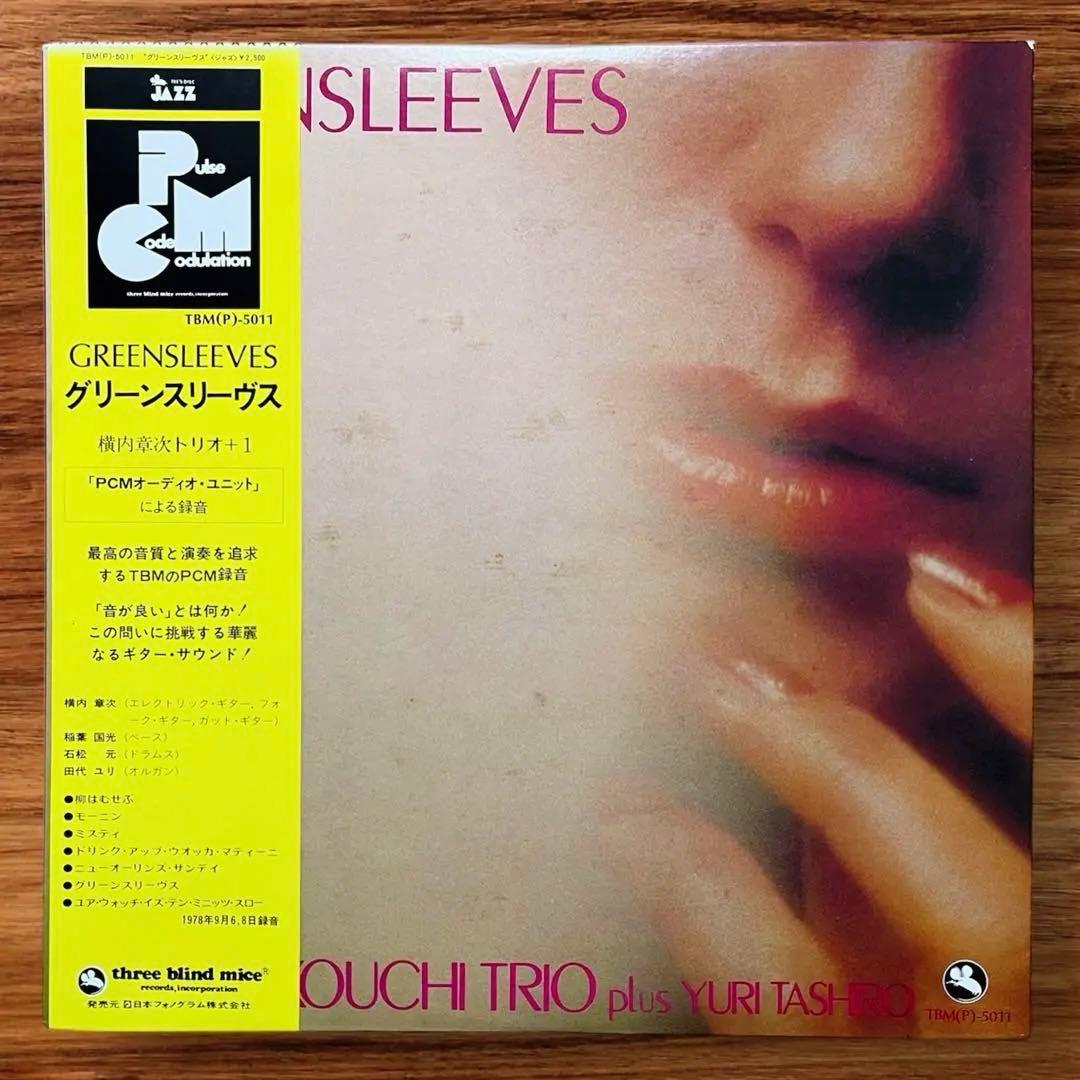 TBM(P)-5011 "グリーンスリーヴス"〈ジャズ〉¥2,500
JAZZ
Pulse
Code
Modulation
three blind mice records, incorporation
TBM(P)-5011
GREENSLEEVES
グリーンスリーヴス
横内章次トリオ+1
「PCMオーディオ・ユニット」
による録音
最高の音質と演奏を追求
するTBMのPCM録音
「音が良い」とは何か!
この問いに挑戦する華麗
なるギター・サウンド!
横内 章次(エレクトリック・ギター, フォ
ーク・ギター, ガット・ギター)
稲葉 国光(ベース)
石松 元(ドラムス)
田代 ユリ(オルガン)
●柳はむせぶ
●モーニン
●ミスティ
●ドリンク・アップ・ウオッカ・マティーニ
●ニューオーリンズ・サンデイ
●グリーンスリーヴス
●ユア・ウォッチ・イズ・テン・ミニッツ・スロー
1978年9月6,8日録音
three blind mice®
records, incorporation
発売元 日本フォノグラム株式会社
NSLEEVES
KOUCHI TRIO plus YURI TASHIRO
TBM(P)-5011